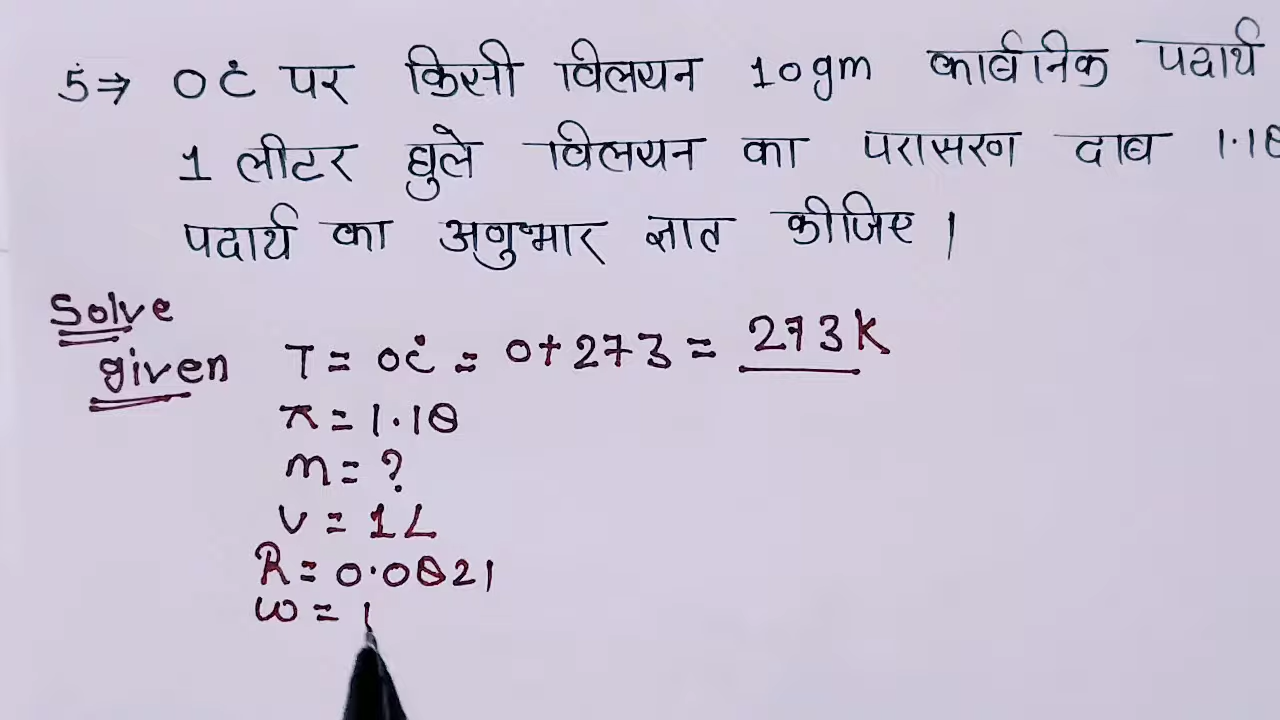 5⇒ 0°C पर किसी विलयन 10gm कार्बनिक पदार्थ
1 लीटर घुले विलयन का परासरण दाब 1.18
पदार्थ का अणुभार ज्ञात कीजिए।
Solve
given T = 0°C = 0+273 = 273K
π = 1.18
m = ?
V = 1L
R = 0.0821
w = 1